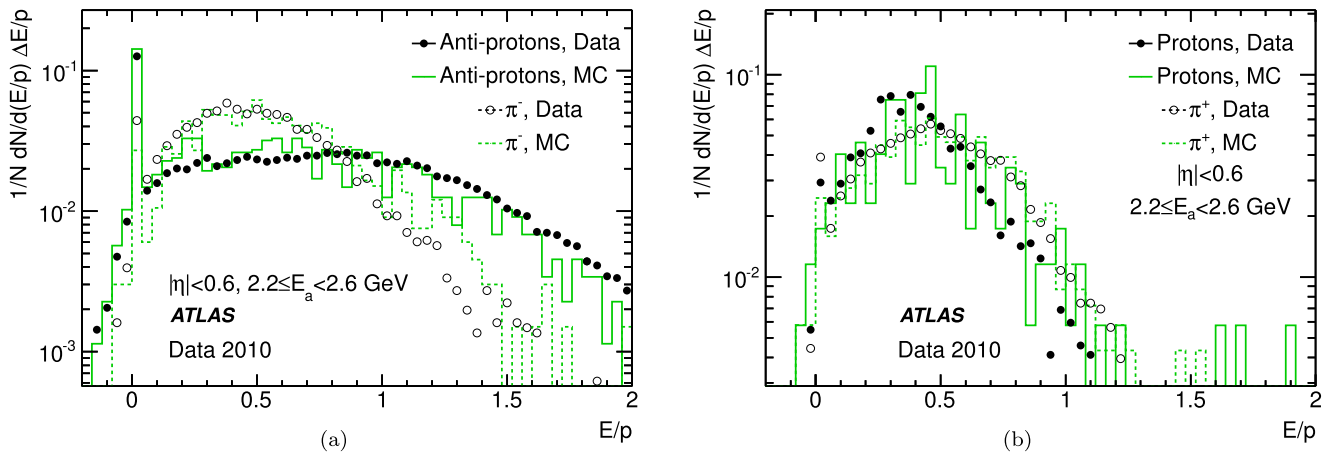 1/N dN/d(E/p) ΔE/p
Anti-protons, Data
Anti-protons, MC
π⁻, Data
π⁻, MC
|η|<0.6, 2.2≤Eₐ<2.6 GeV
ATLAS
Data 2010
10⁻¹
10⁻²
10⁻³
0 0.5 1 1.5 2
E/p
(a)
1/N dN/d(E/p) ΔE/p
Protons, Data
Protons, MC
π⁺, Data
π⁺, MC
|η|<0.6
2.2≤Eₐ<2.6 GeV
ATLAS
Data 2010
10⁻¹
10⁻²
0 0.5 1 1.5 2
E/p
(b)